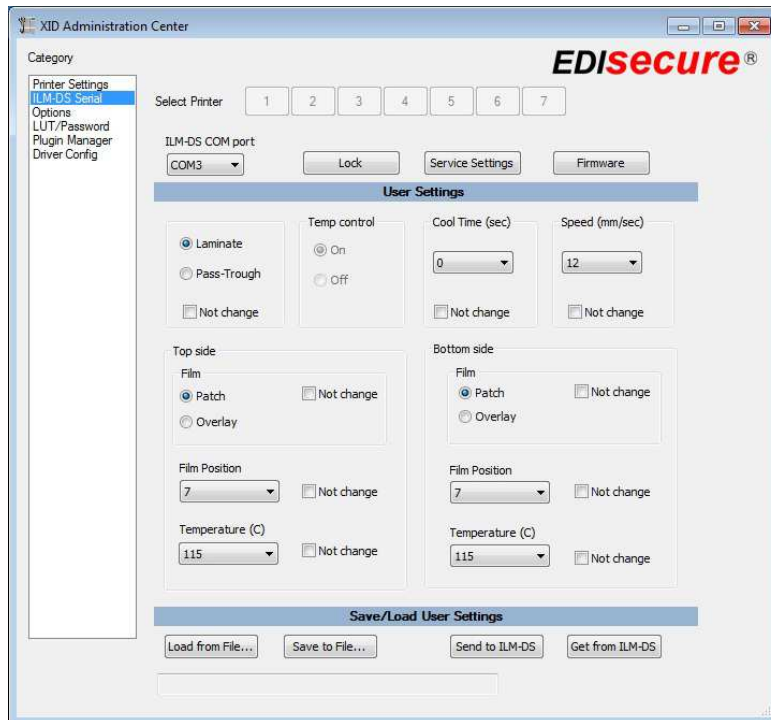 XID Administration Center
Category
EDIsecure®
Printer Settings
ILM-DS Serial
Options
LUT/Password
Plugin Manager
Driver Config
Select Printer 1 2 3 4 5 6 7
ILM-DS COM port
COM3 Lock Service Settings Firmware
User Settings
Laminate
Pass-Trough
Not change
Temp control
On
Off
Cool Time (sec)
0
Not change
Speed (mm/sec)
12
Not change
Top side
Film
Patch
Overlay
Not change
Film Position
7
Not change
Temperature (C)
115
Not change
Bottom side
Film
Patch
Overlay
Not change
Film Position
7
Not change
Temperature (C)
115
Not change
Save/Load User Settings
Load from File... Save to File... Send to ILM-DS Get from ILM-DS